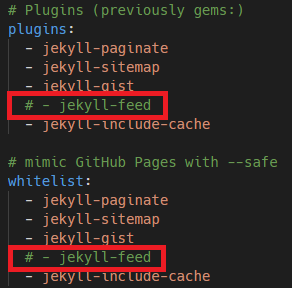 # Plugins (previously gems:)
plugins:
  - jekyll-paginate
  - jekyll-sitemap
  - jekyll-gist
  # - jekyll-feed
  - jekyll-include-cache

# mimic GitHub Pages with --safe
whitelist:
  - jekyll-paginate
  - jekyll-sitemap
  - jekyll-gist
  # - jekyll-feed
  - jekyll-include-cache